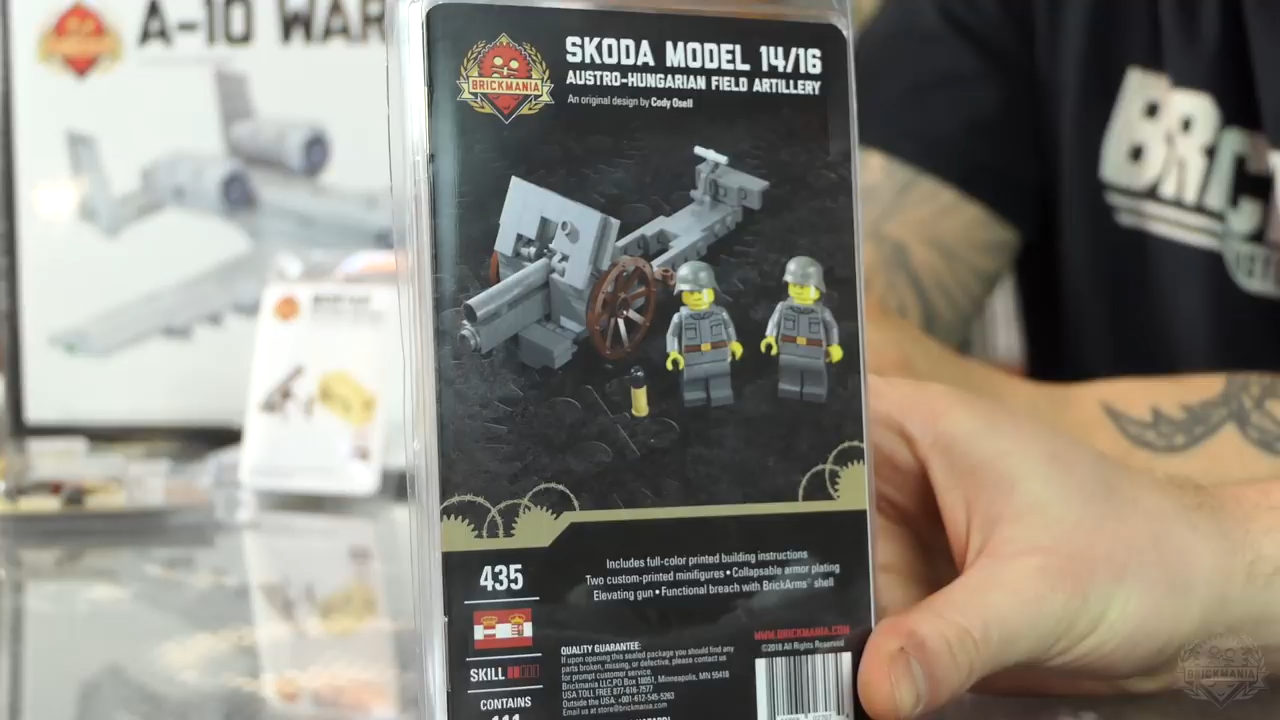 A-10 WAR
BRICKMANIA
SKODA MODEL 14/16
AUSTRO-HUNGARIAN FIELD ARTILLERY
An original design by Cody Osell
Includes full-color printed building instructions
Two custom-printed minifigures • Collapsable armor plating
Elevating gun • Functional breach with BrickArms® shell
435
SKILL
CONTAINS
111
QUALITY GUARANTEE:
If upon opening this sealed package you should find any
parts broken, missing, or defective, please contact us
for prompt customer service.
Brickmania LLC,PO Box 18051, Minneapolis, MN 55418
USA TOLL FREE 877-616-7577
Outside the USA: +001-612-545-5263
Email us at store@brickmania.com
WWW.BRICKMANIA.COM
©2018 All Rights Reserved
BRICKMANIA